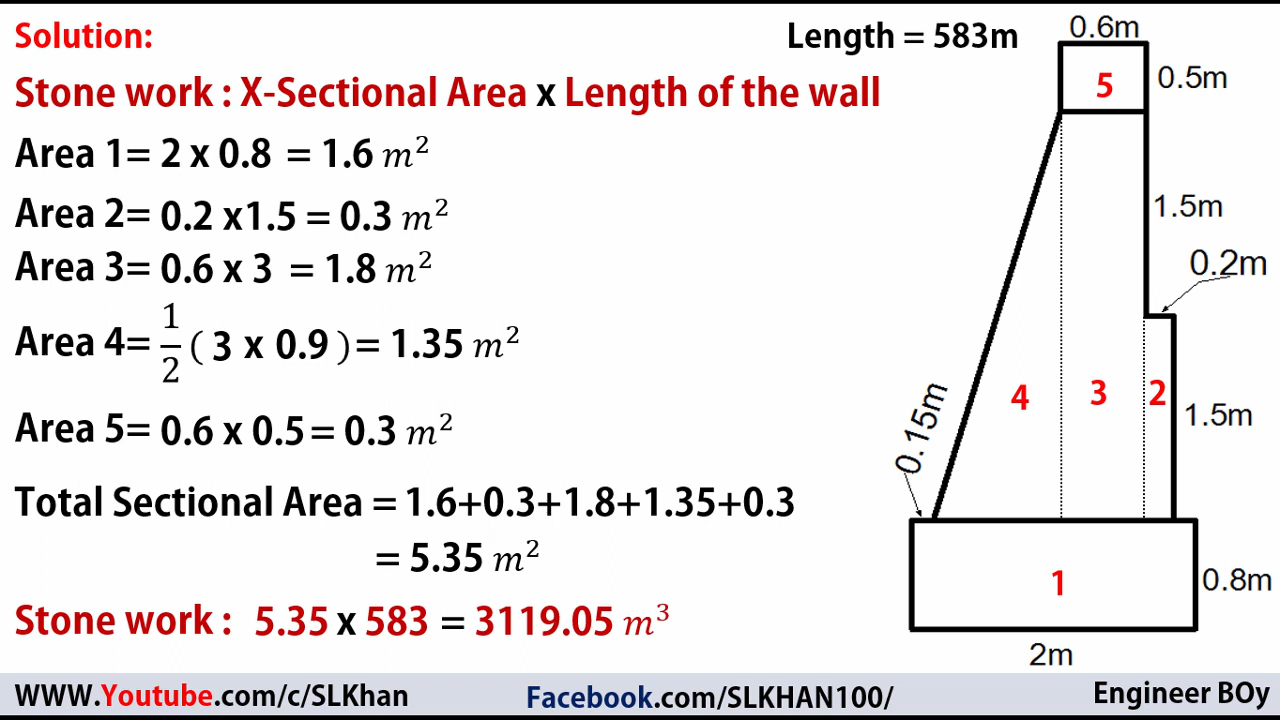 Solution:
Length = 583m
Stone work : X-Sectional Area x Length of the wall
Area 1= 2 x 0.8 = 1.6 m²
Area 2= 0.2 x1.5 = 0.3 m²
Area 3= 0.6 x 3 = 1.8 m²
Area 4= 1/2 ( 3 x 0.9 ) = 1.35 m²
Area 5= 0.6 x 0.5 = 0.3 m²
Total Sectional Area = 1.6+0.3+1.8+1.35+0.3
= 5.35 m²
Stone work : 5.35 x 583 = 3119.05 m³
0.6m
5
0.5m
1.5m
0.2m
4
3
2
1.5m
0.15m
1
0.8m
2m
WWW.Youtube.com/c/SLKhan
Facebook.com/SLKHAN100/
Engineer BOy